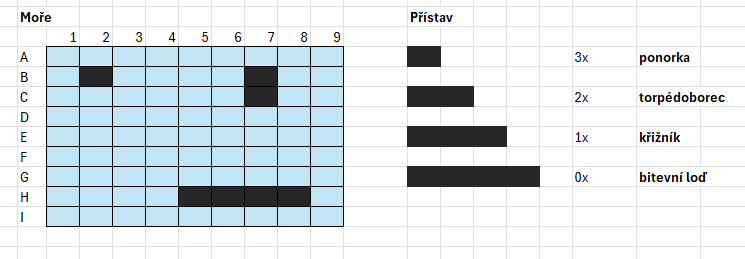 Moře Přístav
1 2 3 4 5 6 7 8 9
A 3x ponorka
B
C 2x torpédoborec
D
E 1x křižník
F
G 0x bitevní loď
H
I